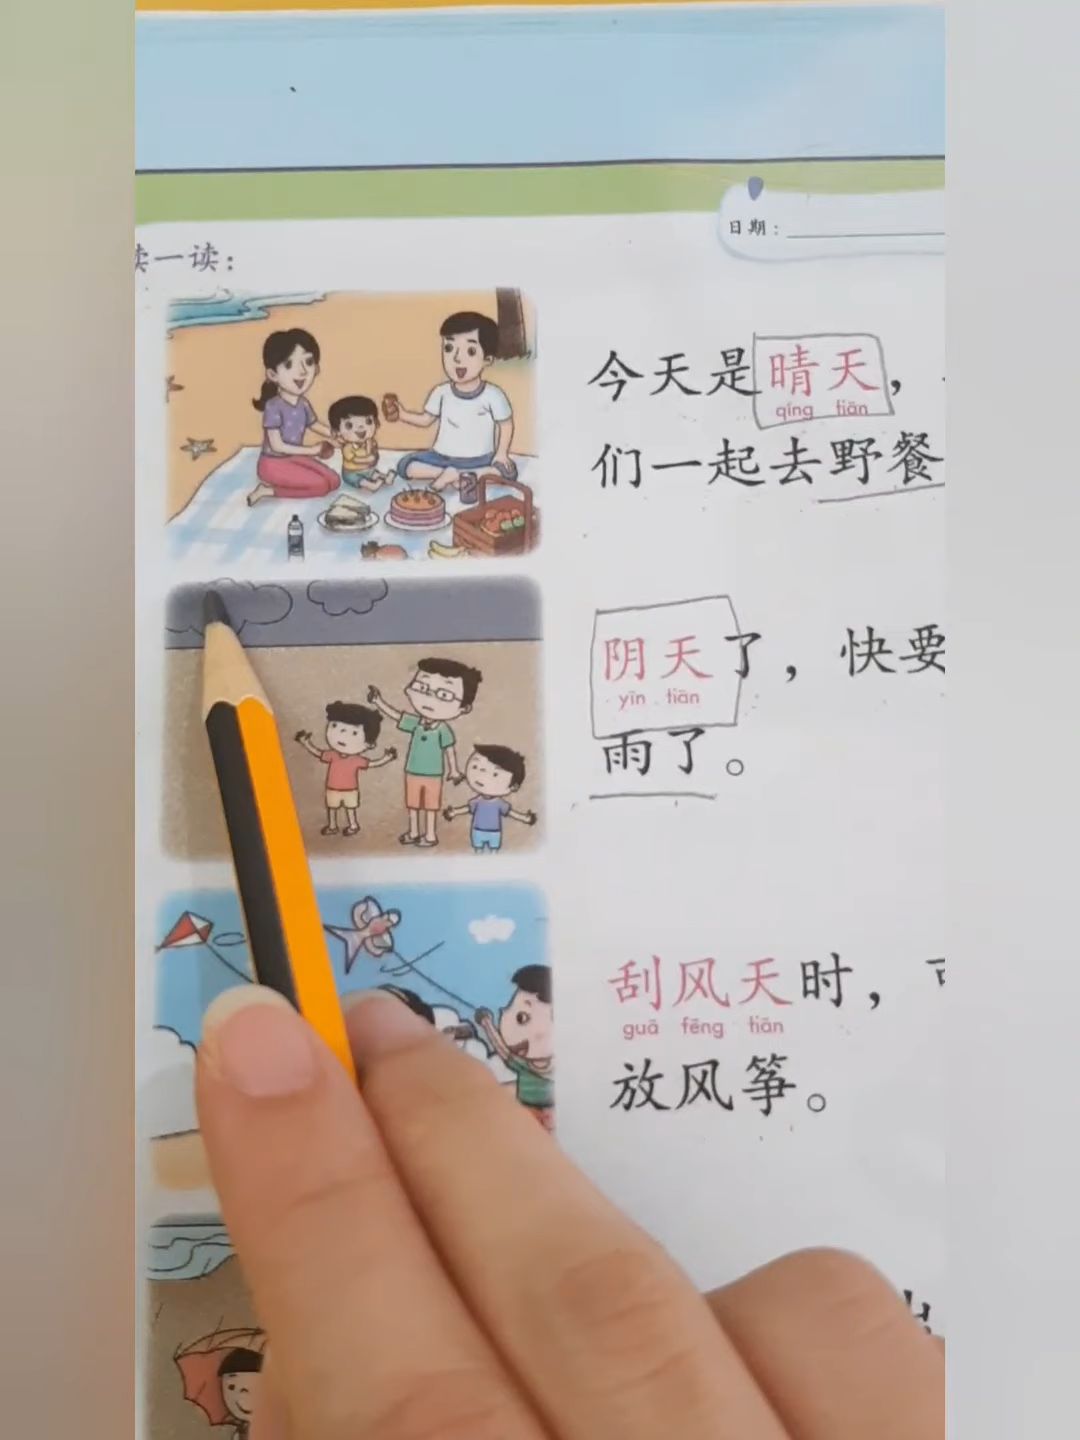 日期：
读一读：
今天是晴天，
qíng tiān
们一起去野餐
阴天了，快要
yīn tiān
雨了。
刮风天时，
guā fēng tiān
放风筝。